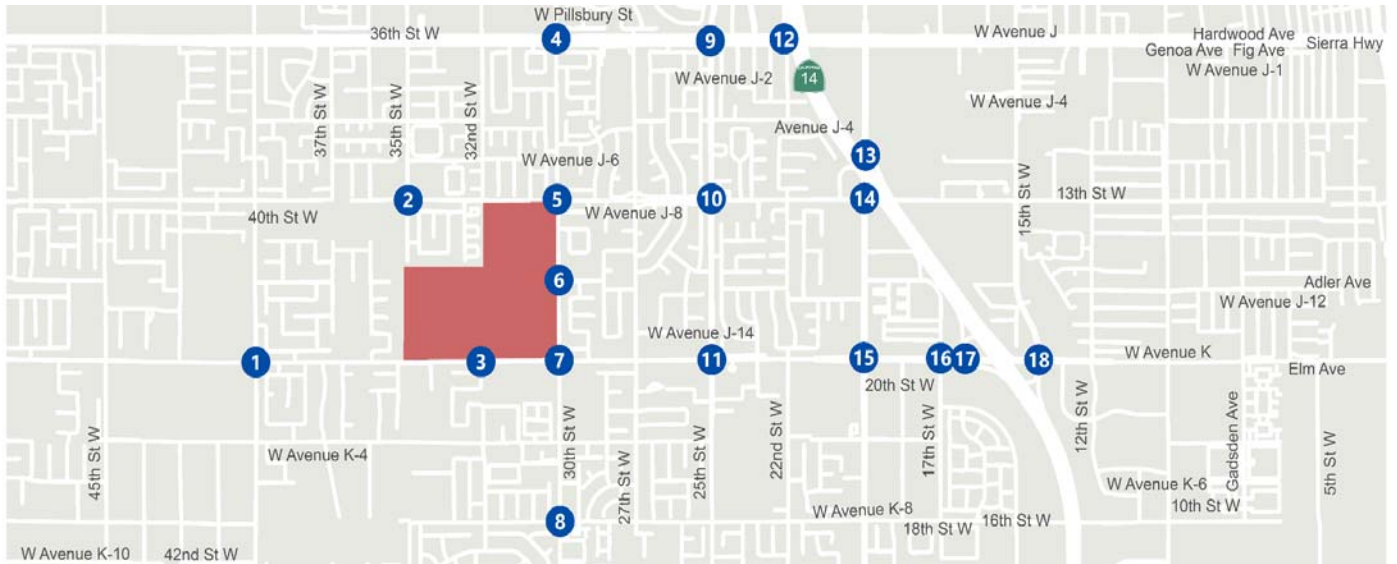 W Pillsbury St
36th St W
4
9
12
W Avenue J
Hardwood Ave
Genoa Ave
Fig Ave
Sierra Hwy
W Avenue J-1
W Avenue J-2
14
W Avenue J-4
37th St W
35th St W
32nd St W
Avenue J-4
13
W Avenue J-6
2
5
10
14
15th St W
13th St W
40th St W
W Avenue J-8
6
Adler Ave
W Avenue J-12
W Avenue J-14
1
3
7
11
15
16
17
18
W Avenue K
Elm Ave
20th St W
45th St W
30th St W
27th St W
25th St W
22nd St W
17th St W
12th St W
Gadsden Ave
5th St W
W Avenue K-4
W Avenue K-6
8
W Avenue K-8
18th St W
16th St W
10th St W
W Avenue K-10
42nd St W